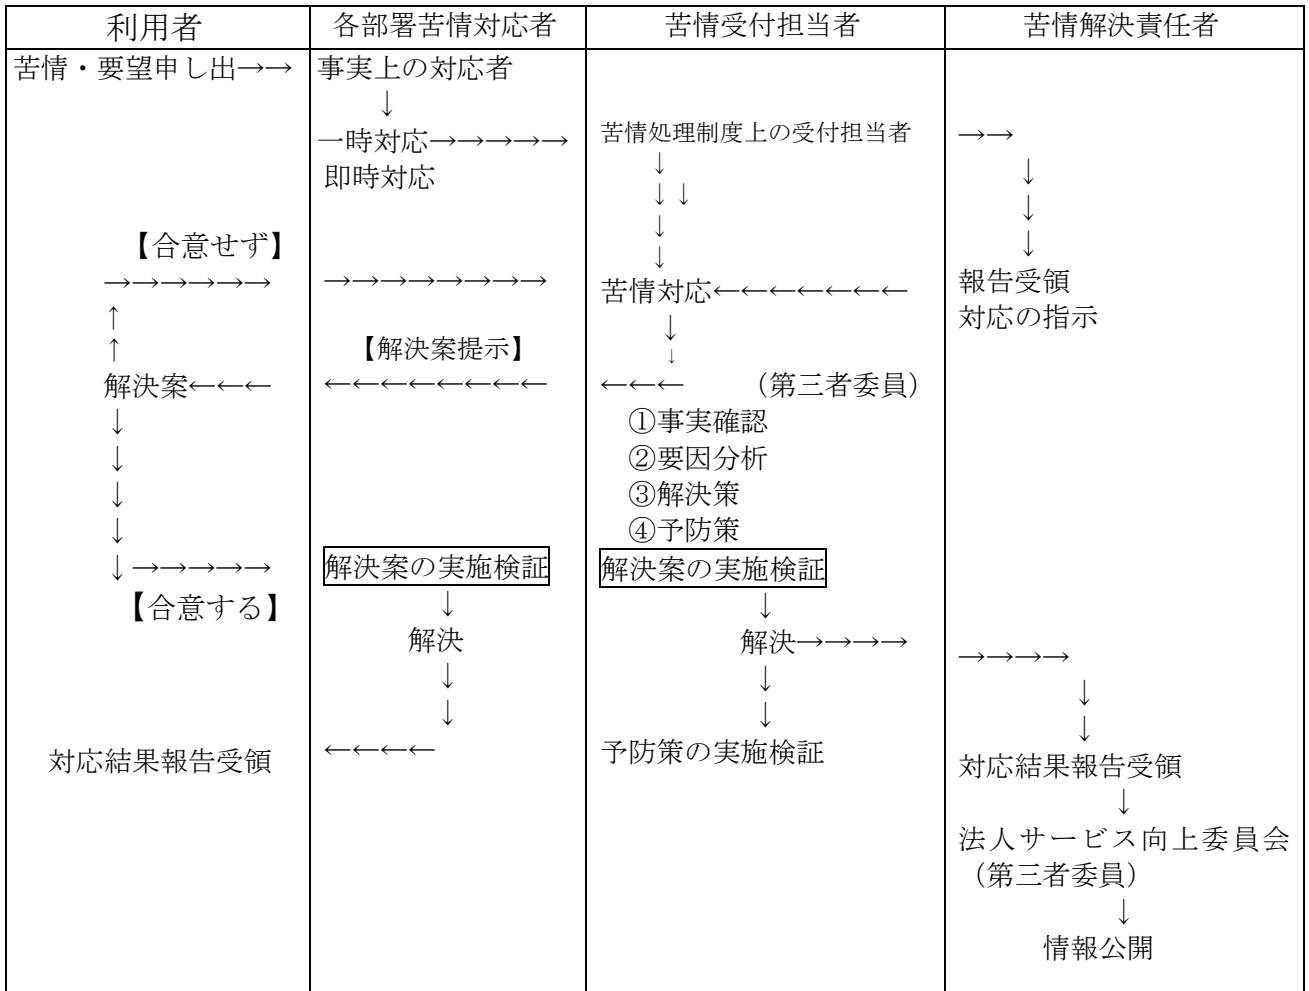 利用者 各部署苦情対応者 苦情受付担当者 苦情解決責任者
苦情・要望申し出→→ 事実上の対応者
↓
一時対応→→→→→ 苦情処理制度上の受付担当者 →→
即時対応 ↓ ↓
↓ ↓ ↓
↓ ↓
【合意せず】 ↓
→→→→→→ →→→→→→→→ 苦情対応←←←←←←← 報告受領
↑ ↓ 対応の指示
↑ 【解決案提示】 ↓
解決案←←← ←←←←←←←← ←←← (第三者委員)
↓ ①事実確認
↓ ②要因分析
↓ ③解決策
↓ ④予防策
↓→→→→→ 解決案の実施検証 解決案の実施検証
【合意する】 ↓ ↓
解決 解決→→→→ →→→→
↓ ↓ ↓
↓ ↓ ↓
対応結果報告受領 ←←←← 予防策の実施検証 対応結果報告受領
↓
法人サービス向上委員会
(第三者委員)
↓
情報公開